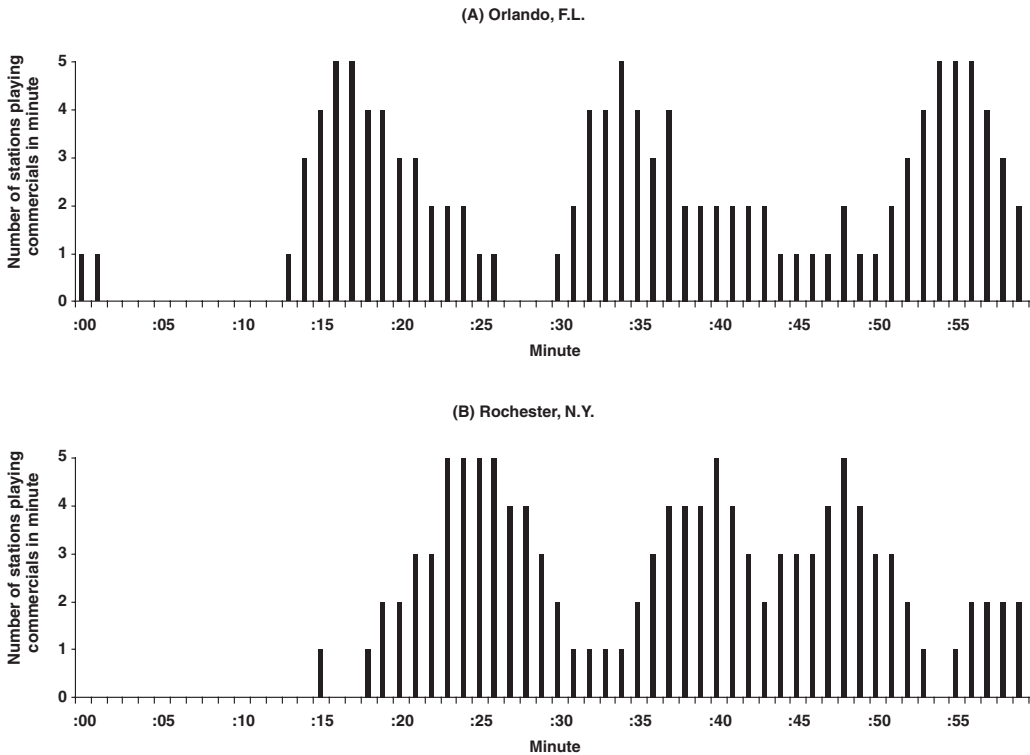 (A) Orlando, F.L.
Number of stations playing
commercials in minute
5
4
3
2
1
0
:00 :05 :10 :15 :20 :25 :30 :35 :40 :45 :50 :55
Minute
(B) Rochester, N.Y.
Number of stations playing
commercials in minute
5
4
3
2
1
0
:00 :05 :10 :15 :20 :25 :30 :35 :40 :45 :50 :55
Minute